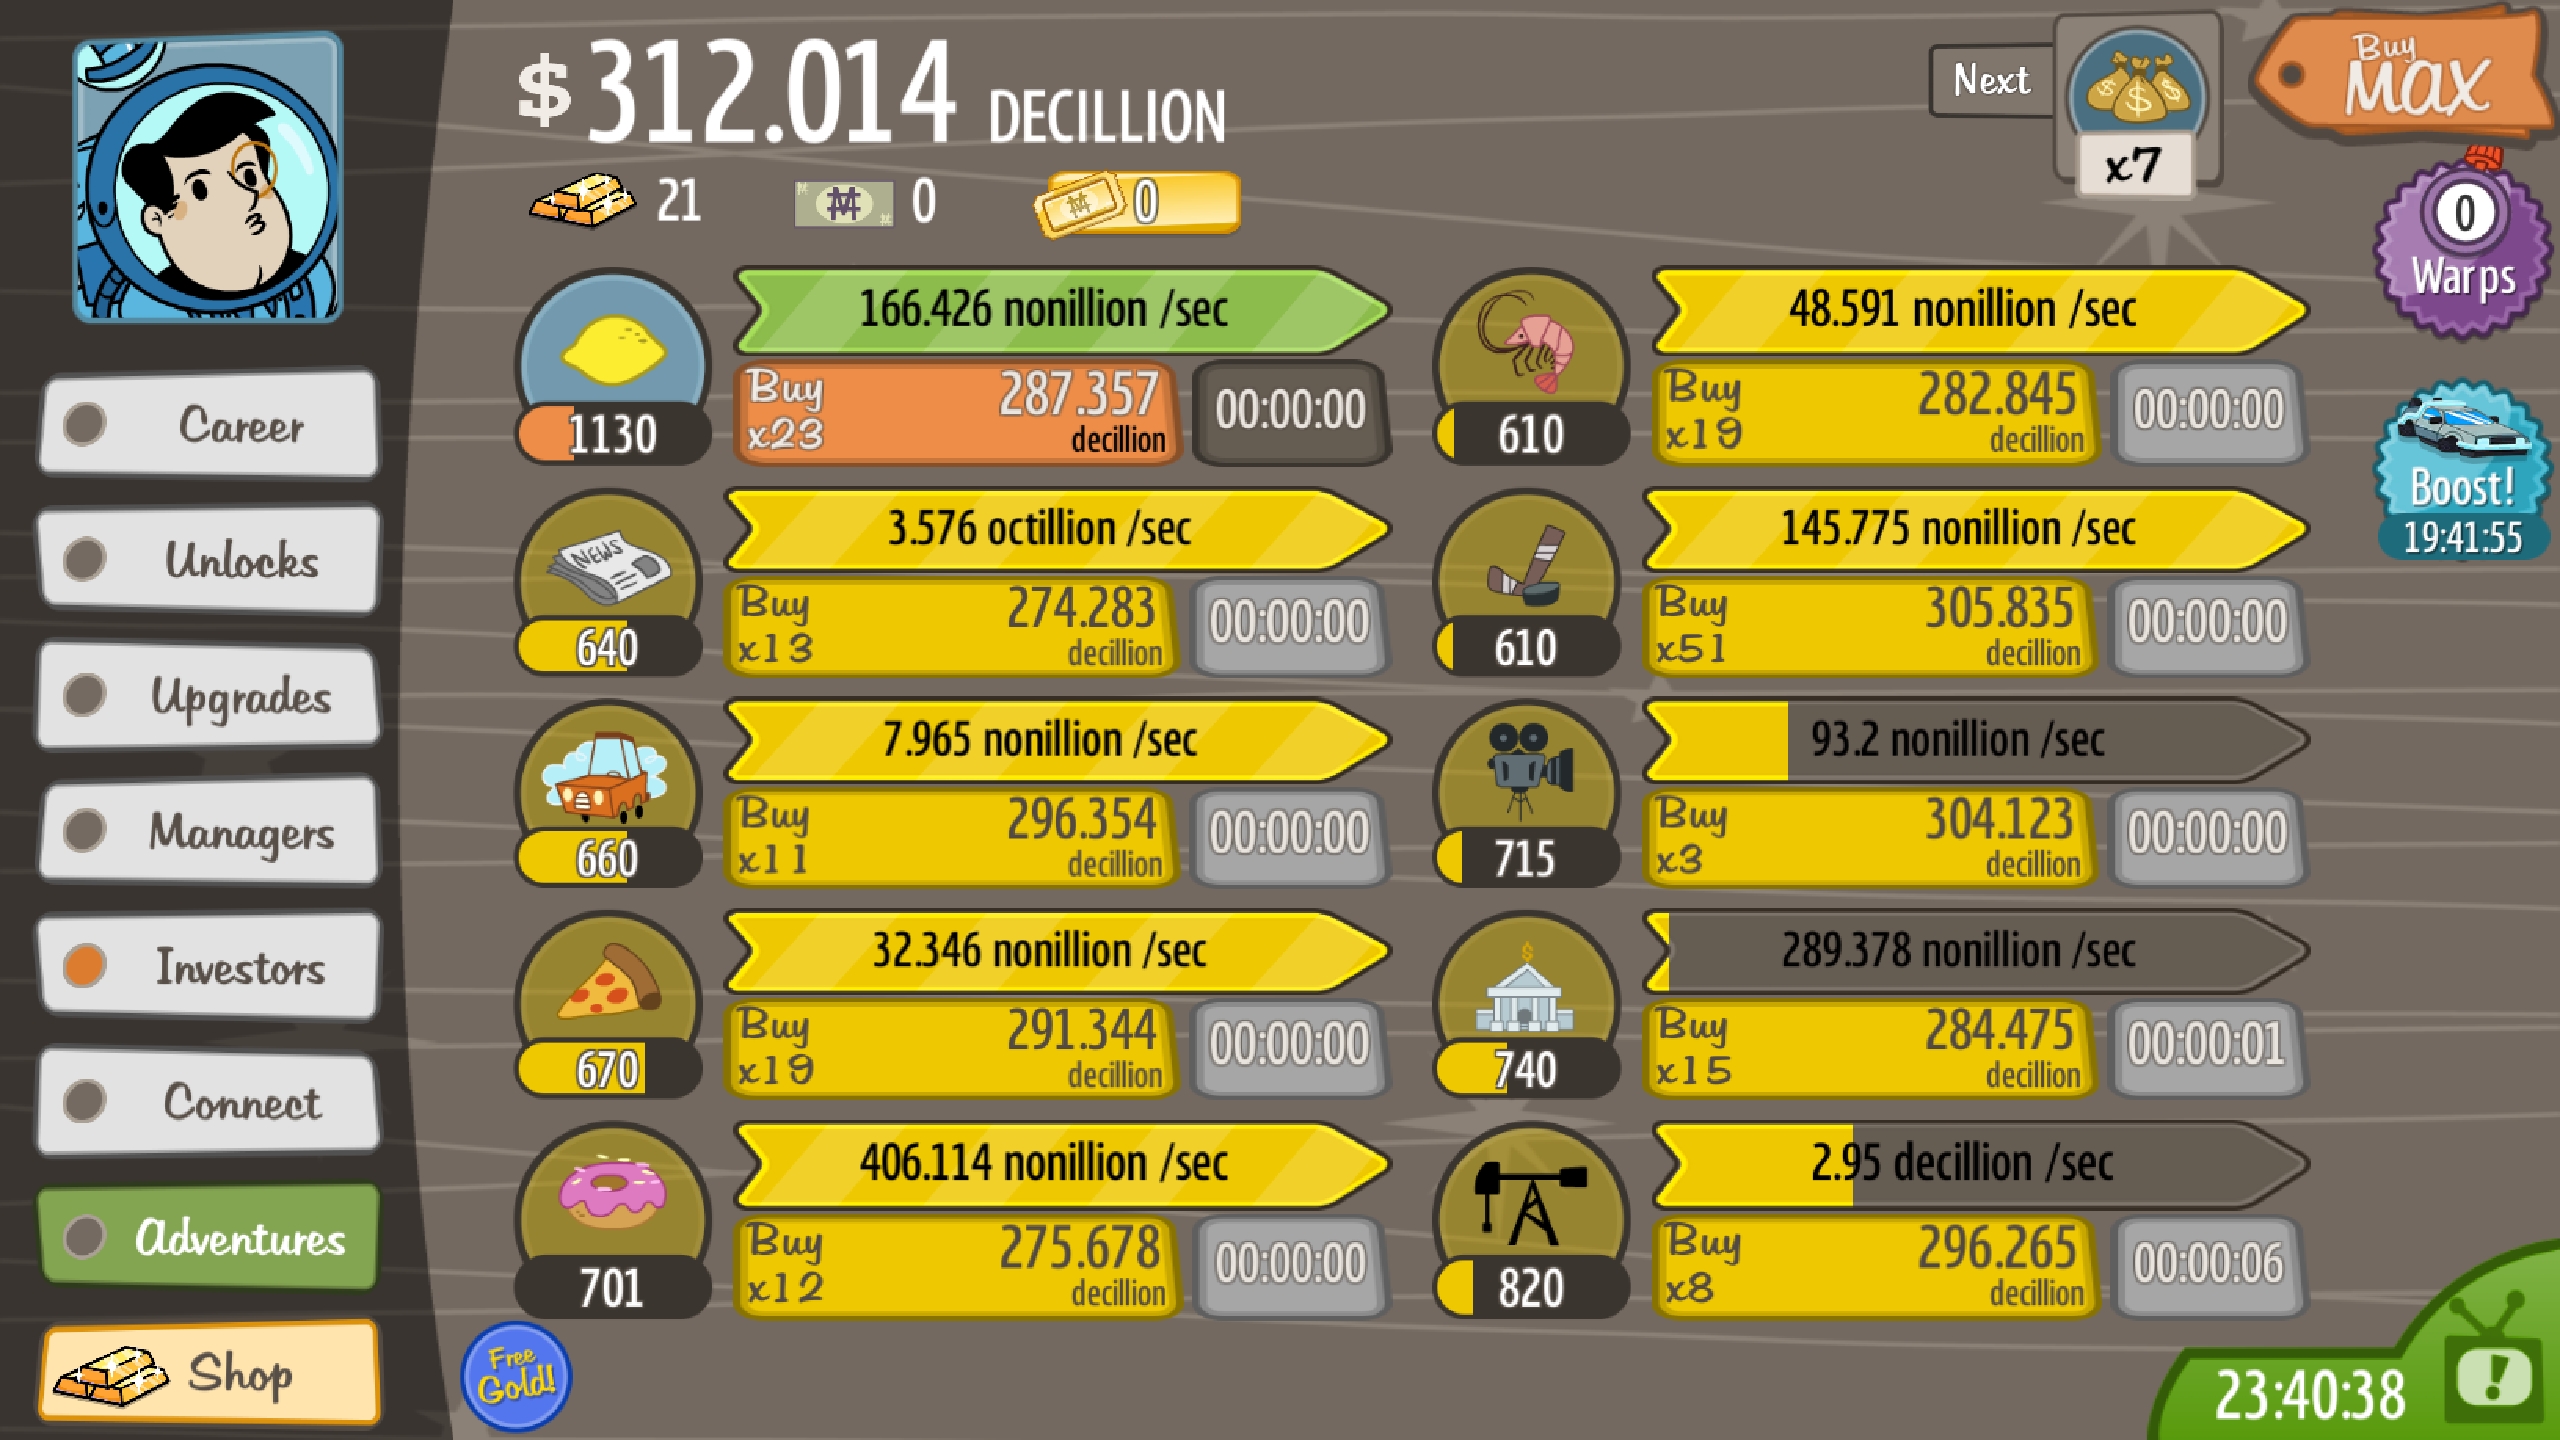 $312.014 DECILLION
21
0
0
Next
x7
Buy
MAX
0
Warps
Boost!
19:41:55
Career
Unlocks
Upgrades
Managers
Investors
Connect
Adventures
Shop
166.426 nonillion /sec
Buy
x23
287.357
decillion
00:00:00
1130
NEWS
3.576 octillion /sec
Buy
x13
274.283
decillion
00:00:00
640
7.965 nonillion /sec
Buy
x11
296.354
decillion
00:00:00
660
32.346 nonillion /sec
Buy
x19
291.344
decillion
00:00:00
670
406.114 nonillion /sec
Buy
x12
275.678
decillion
00:00:00
701
48.591 nonillion /sec
Buy
x19
282.845
decillion
00:00:00
610
145.775 nonillion /sec
Buy
x51
305.835
decillion
00:00:00
610
93.2 nonillion /sec
Buy
x3
304.123
decillion
00:00:00
715
289.378 nonillion /sec
Buy
x15
284.475
decillion
00:00:01
740
2.95 decillion /sec
Buy
x8
296.265
decillion
00:00:06
820
Free
Gold!
23:40:38